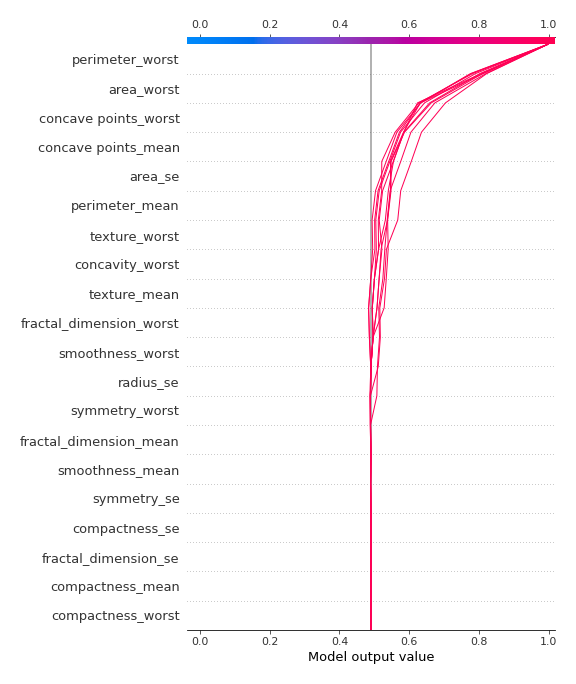 0.0 0.2 0.4 0.6 0.8 1.0
perimeter_worst
area_worst
concave points_worst
concave points_mean
area_se
perimeter_mean
texture_worst
concavity_worst
texture_mean
fractal_dimension_worst
smoothness_worst
radius_se
symmetry_worst
fractal_dimension_mean
smoothness_mean
symmetry_se
compactness_se
fractal_dimension_se
compactness_mean
compactness_worst
0.0 0.2 0.4 0.6 0.8 1.0
Model output value